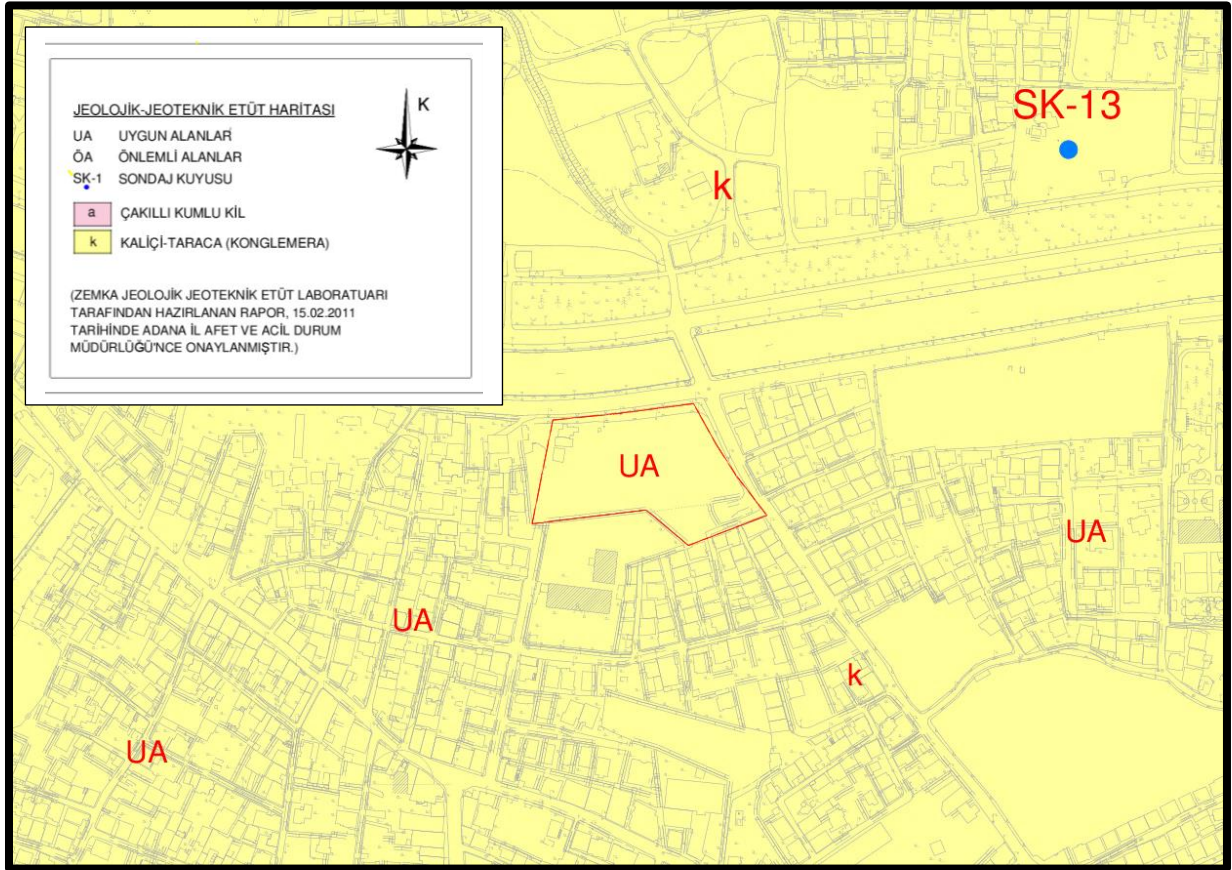 JEOLOJİK-JEOTEKNİK ETÜT HARİTASI
K
UA UYGUN ALANLAR
ÖA ÖNLEMLİ ALANLAR
SK-1 SONDAJ KUYUSU
a ÇAKILLI KUMLU KİL
k KALİÇİ-TARACA (KONGLEMERA)
(ZEMKA JEOLOJİK JEOTEKNİK ETÜT LABORATUARI
TARAFINDAN HAZIRLANAN RAPOR, 15.02.2011
TARİHİNDE ADANA İL AFET VE ACİL DURUM
MÜDÜRLÜĞÜ'NCE ONAYLANMIŞTIR.)
SK-13
k
UA
UA
UA
k
UA